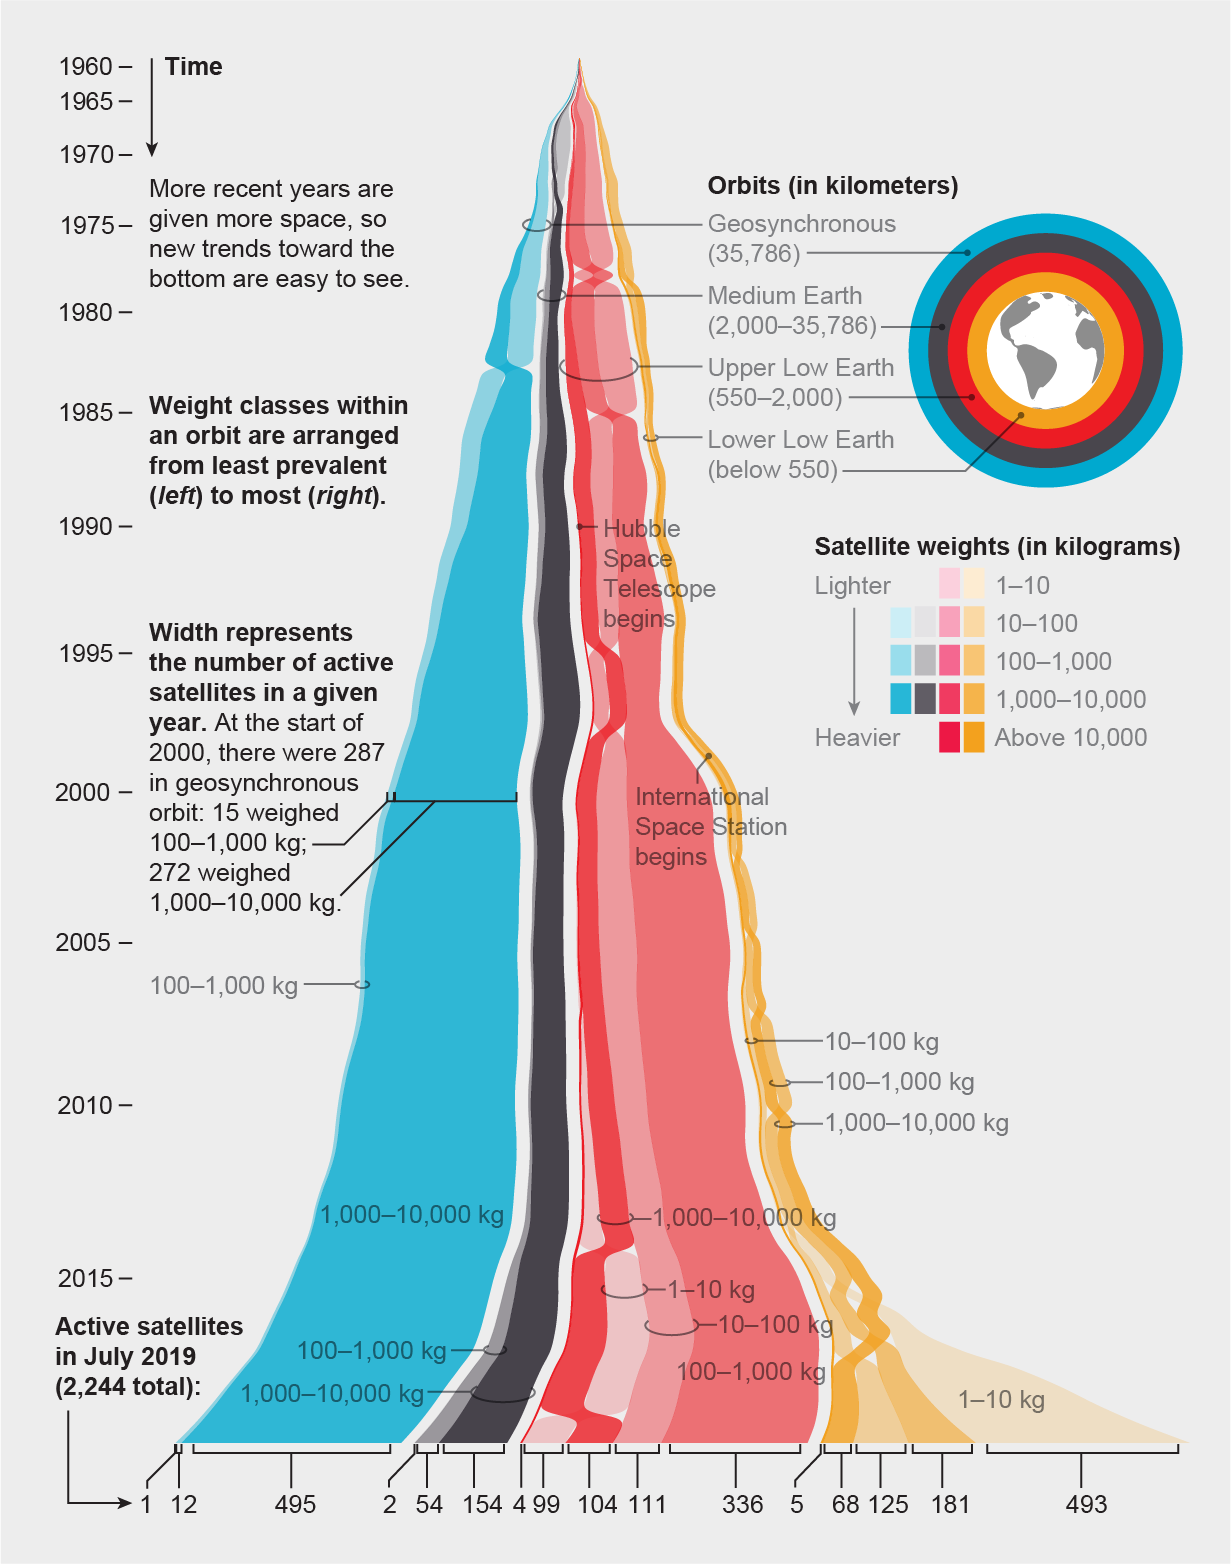 1960
Time
1965
1970
More recent years are
given more space, so
new trends toward the
bottom are easy to see.
1975
1980
Orbits (in kilometers)
Geosynchronous
(35,786)
Medium Earth
(2,000–35,786)
Upper Low Earth
(550–2,000)
Lower Low Earth
(below 550)
1985
Weight classes within
an orbit are arranged
from least prevalent
(left) to most (right).
1990
Hubble
Space
Telescope
begins
Satellite weights (in kilograms)
Lighter
1–10
10–100
100–1,000
1,000–10,000
Heavier
Above 10,000
Width represents
the number of active
satellites in a given
year. At the start of
2000, there were 287
in geosynchronous
orbit: 15 weighed
100–1,000 kg;
272 weighed
1,000–10,000 kg.
1995
2000
International
Space Station
begins
2005
100–1,000 kg
10–100 kg
100–1,000 kg
1,000–10,000 kg
2010
1,000–10,000 kg
1,000–10,000 kg
2015
1–10 kg
10–100 kg
100–1,000 kg
100–1,000 kg
1,000–10,000 kg
1–10 kg
Active satellites
in July 2019
(2,244 total):
1 12 495 2 54 154 4 99 104 111 336 5 68 125 181 493